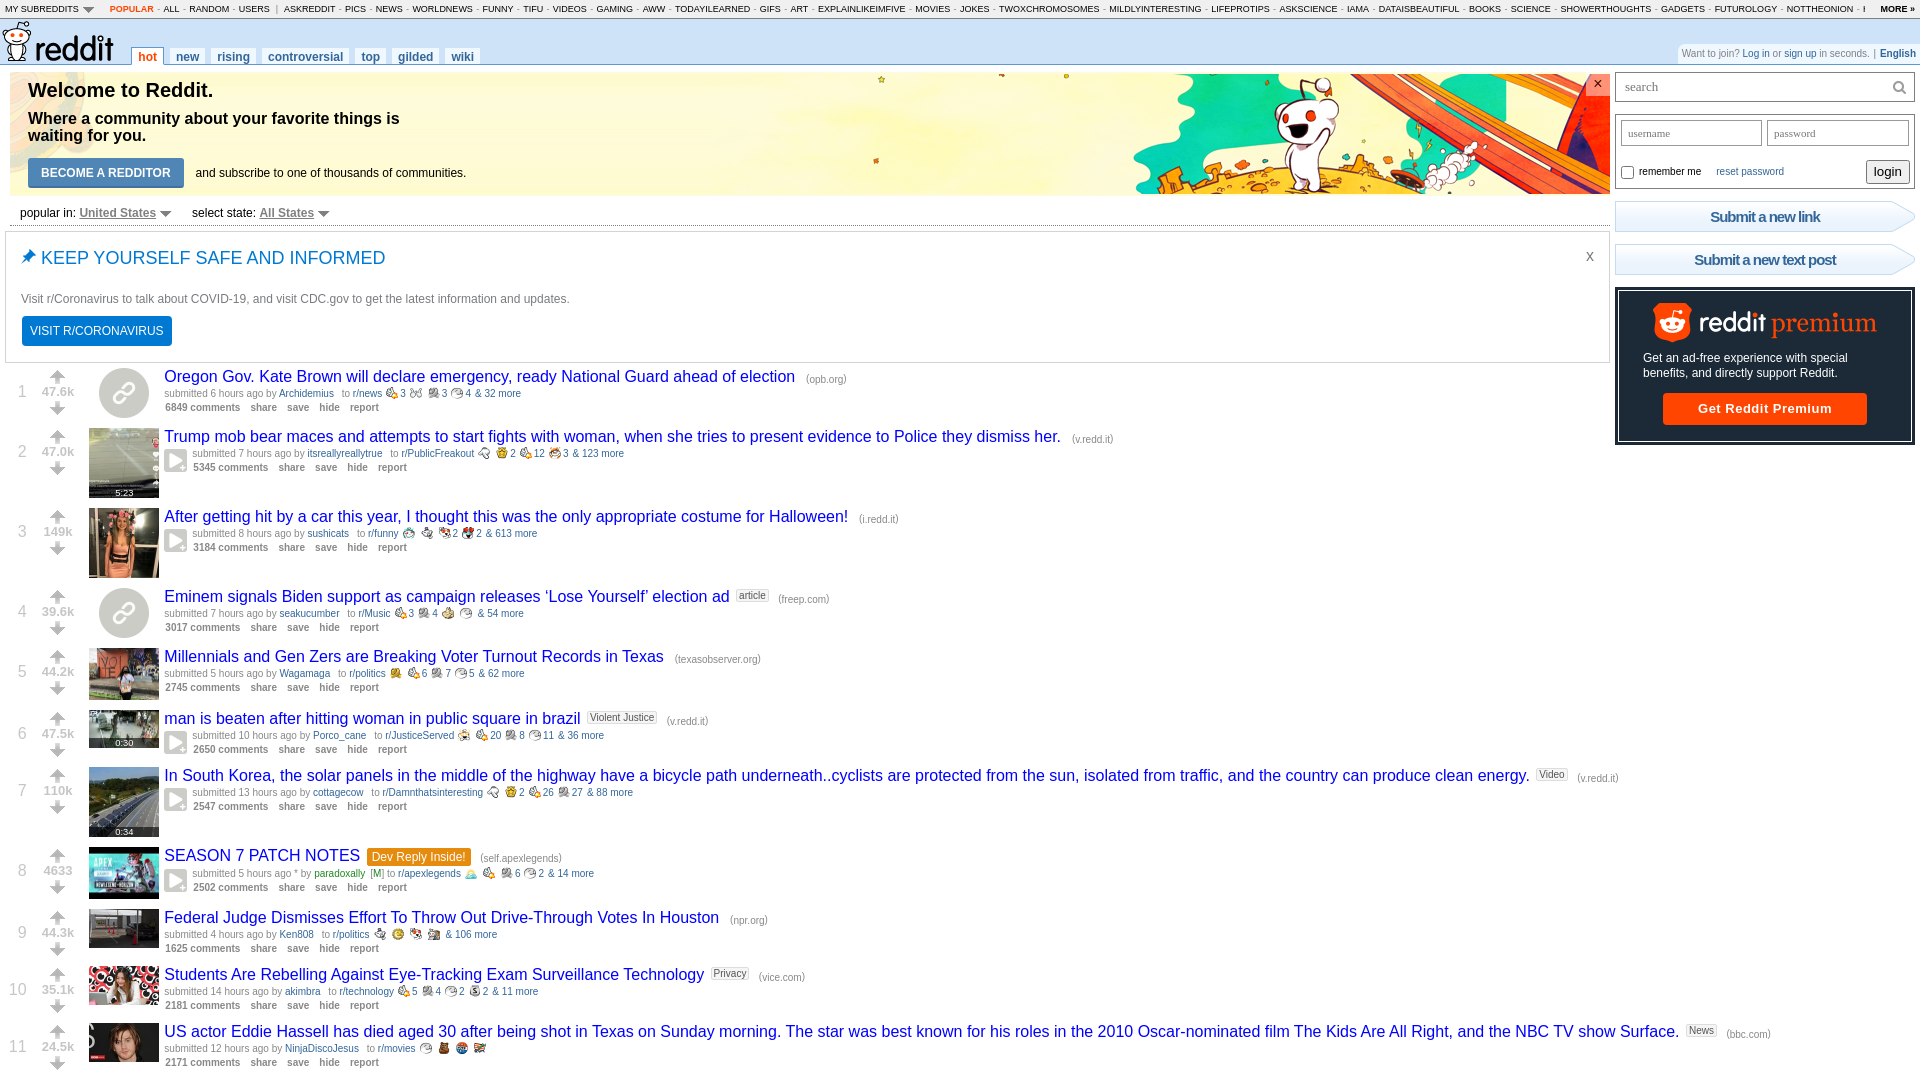 MY SUBREDDITS POPULAR - ALL - RANDOM - USERS | ASKREDDIT - PICS - NEWS - WORLDNEWS - FUNNY - TIFU - VIDEOS - GAMING - AWW - TODAYILEARNED - GIFS - ART - EXPLAINLIKEIMFIVE - MOVIES - JOKES - TWOXCHROMOSOMES - MILDLYINTERESTING - LIFEPROTIPS - ASKSCIENCE - IAMA - DATAISBEAUTIFUL - BOOKS - SCIENCE - SHOWERTHOUGHTS - GADGETS - FUTUROLOGY - NOTTHEONION - MORE »
reddit hot new rising controversial top gilded wiki
Want to join? Log in or sign up in seconds. | English
Welcome to Reddit.
Where a community about your favorite things is
waiting for you.
BECOME A REDDITOR and subscribe to one of thousands of communities.
×
search
username password
remember me reset password login
Submit a new link
Submit a new text post
reddit premium
Get an ad-free experience with special
benefits, and directly support Reddit.
Get Reddit Premium
popular in: United States select state: All States
KEEP YOURSELF SAFE AND INFORMED x
Visit r/Coronavirus to talk about COVID-19, and visit CDC.gov to get the latest information and updates.
VISIT R/CORONAVIRUS
1 47.6k Oregon Gov. Kate Brown will declare emergency, ready National Guard ahead of election (opb.org)
submitted 6 hours ago by Archidemius to r/news 3 3 4 & 32 more
6849 comments share save hide report
2 47.0k Trump mob bear maces and attempts to start fights with woman, when she tries to present evidence to Police they dismiss her. (v.redd.it)
submitted 7 hours ago by itsreallyreallytrue to r/PublicFreakout 2 12 3 & 123 more
5345 comments share save hide report
5:23
3 149k After getting hit by a car this year, I thought this was the only appropriate costume for Halloween! (i.redd.it)
submitted 8 hours ago by sushicats to r/funny 2 2 & 613 more
3184 comments share save hide report
4 39.6k Eminem signals Biden support as campaign releases ‘Lose Yourself’ election ad article (freep.com)
submitted 7 hours ago by seakucumber to r/Music 3 4 & 54 more
3017 comments share save hide report
5 44.2k Millennials and Gen Zers are Breaking Voter Turnout Records in Texas (texasobserver.org)
submitted 5 hours ago by Wagamaga to r/politics 6 7 5 & 62 more
2745 comments share save hide report
6 47.5k man is beaten after hitting woman in public square in brazil Violent Justice (v.redd.it)
submitted 10 hours ago by Porco_cane to r/JusticeServed 20 8 11 & 36 more
2650 comments share save hide report
0:30
7 110k In South Korea, the solar panels in the middle of the highway have a bicycle path underneath..cyclists are protected from the sun, isolated from traffic, and the country can produce clean energy. Video (v.redd.it)
submitted 13 hours ago by cottagecow to r/Damnthatsinteresting 2 26 27 & 88 more
2547 comments share save hide report
0:34
8 4633 SEASON 7 PATCH NOTES Dev Reply Inside! (self.apexlegends)
submitted 5 hours ago * by paradoxally [M] to r/apexlegends 6 2 & 14 more
2502 comments share save hide report
9 44.3k Federal Judge Dismisses Effort To Throw Out Drive-Through Votes In Houston (npr.org)
submitted 4 hours ago by Ken808 to r/politics & 106 more
1625 comments share save hide report
10 35.1k Students Are Rebelling Against Eye-Tracking Exam Surveillance Technology Privacy (vice.com)
submitted 14 hours ago by akimbra to r/technology 5 4 2 2 & 11 more
2181 comments share save hide report
11 24.5k US actor Eddie Hassell has died aged 30 after being shot in Texas on Sunday morning. The star was best known for his roles in the 2010 Oscar-nominated film The Kids Are All Right, and the NBC TV show Surface. News (bbc.com)
submitted 12 hours ago by NinjaDiscoJesus to r/movies
2171 comments share save hide report